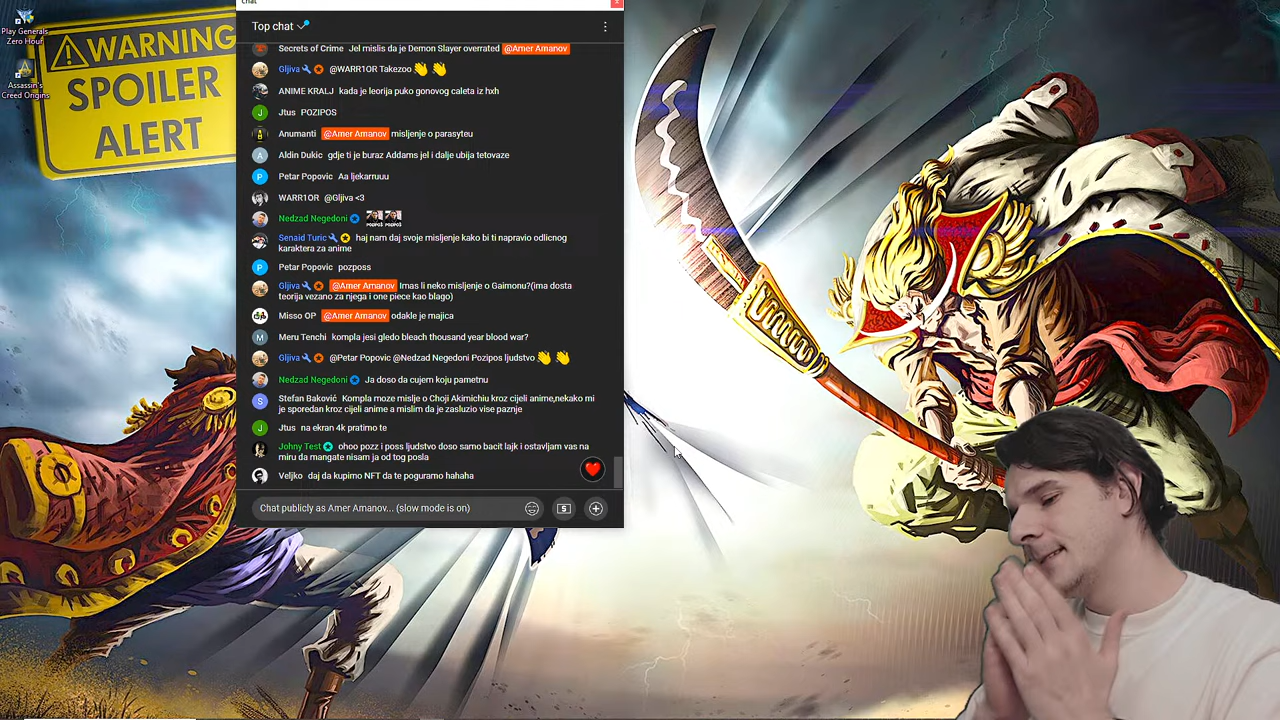 Play Generals
Zero Hour
Assassin's
Creed Origins
WARNING
SPOILER
ALERT
Chat
Top chat
Secrets of Crime Jel mislis da je Demon Slayer overrated @Amer Amanov
Gljiva @WARR1OR Takezoo
ANIME KRALJ kada je leorija puko gonovog caleta iz hxh
Jtus POZIPOS
Anumanti @Amer Amanov misljenje o parasyteu
Aldin Dukic gdje ti je buraz Addams jel i dalje ubija tetovaze
Petar Popovic Aa ljekarruuu
WARR1OR @Gljiva <3
Nedzad Negedoni
Senaid Turic haj nam daj svoje misljenje kako bi ti napravio odlicnog
karaktera za anime
Petar Popovic pozposs
Gljiva @Amer Amanov Imas li neko misljenje o Gaimonu?(ima dosta
teorija vezano za njega i one piece kao blago)
Misso OP @Amer Amanov odakle je majica
Meru Tenchi kompla jesi gledo bleach thousand year blood war?
Gljiva @Petar Popovic @Nedzad Negedoni Pozipos ljudstvo
Nedzad Negedoni Ja doso da cujem koju pametnu
Stefan Baković Kompla moze mislje o Choji Akimichiu kroz cijeli anime,nekako mi
je sporedan kroz cijeli anime a mislim da je zasluzio vise paznje
Jtus na ekran 4k pratimo te
Johny Test ohoo pozz i poss ljudstvo doso samo bacit lajk i ostavljam vas na
miru da mangate nisam ja od tog posla
Veljko daj da kupimo NFT da te poguramo hahaha
Chat publicly as Amer Amanov... (slow mode is on)